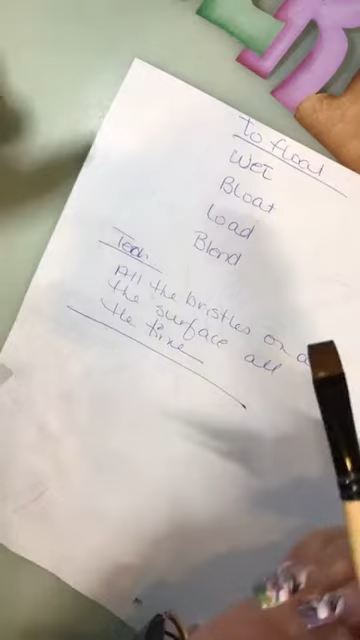 To float
Wet
Bloat
Load
Blend
Tech.
All the bristles on
the surface all
the time